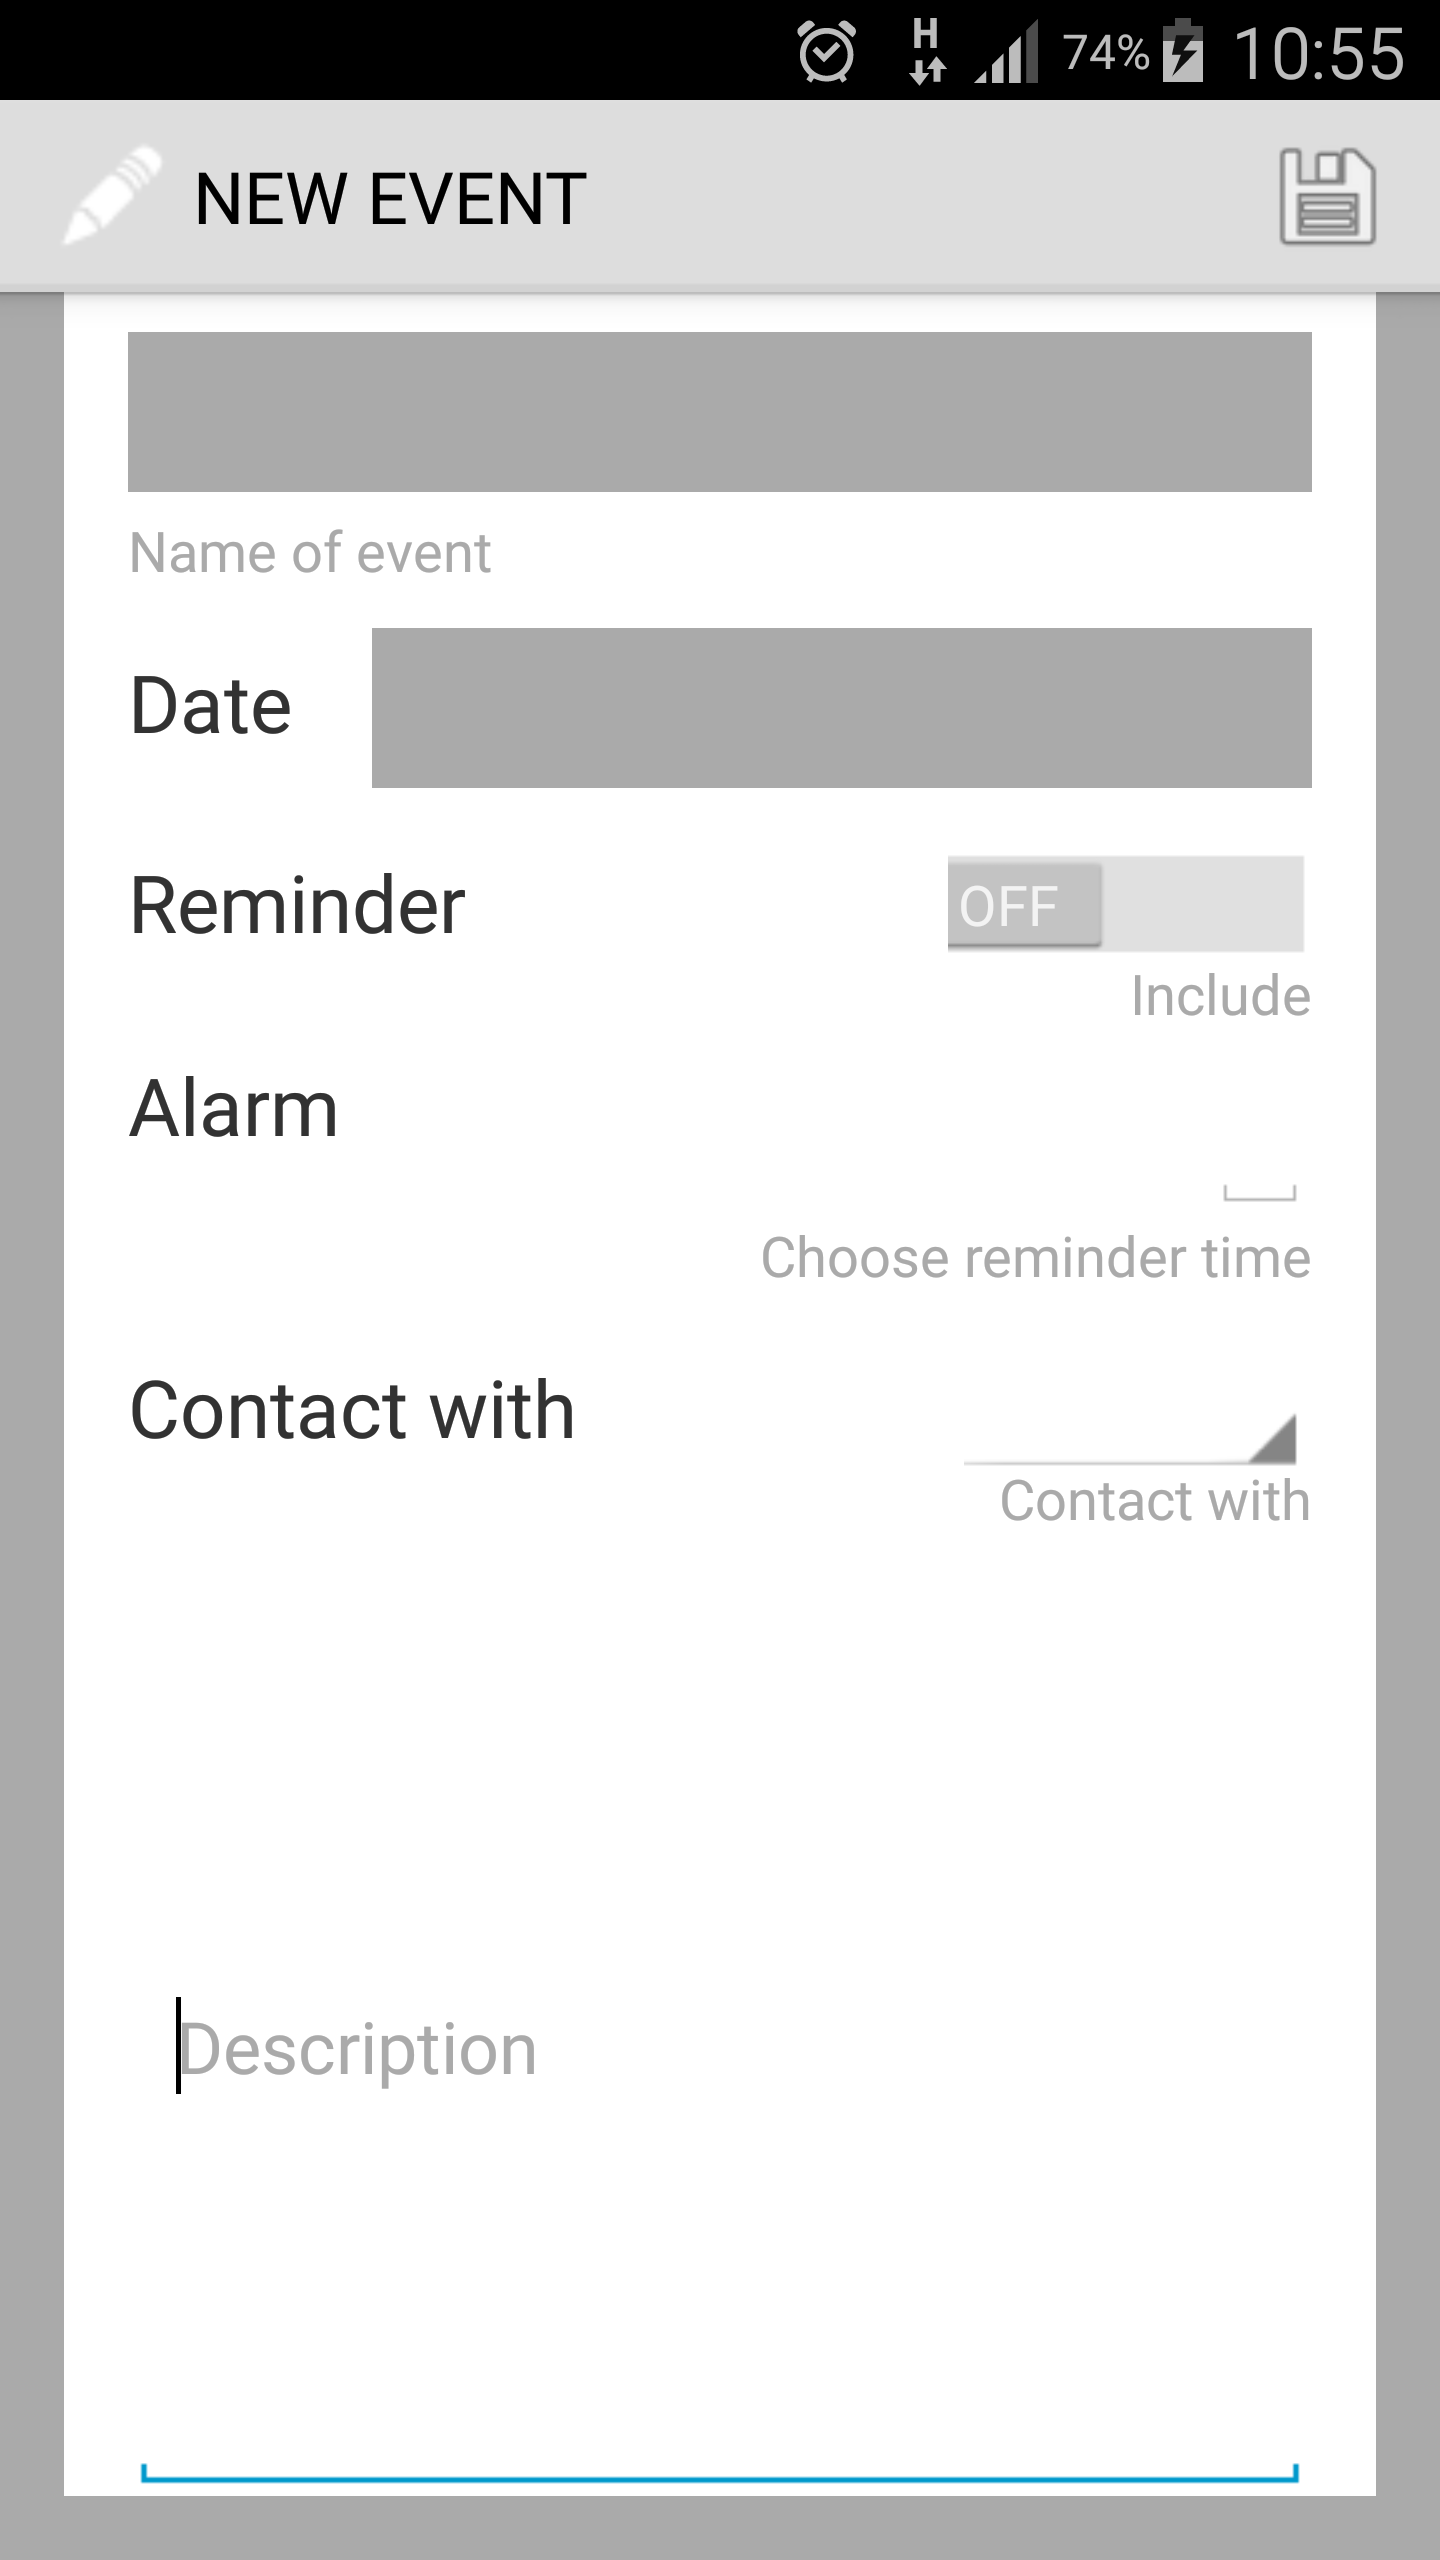 H
74% 10:55
NEW EVENT
Name of event
Date
Reminder
OFF
Include
Alarm
Choose reminder time
Contact with
Contact with
Description